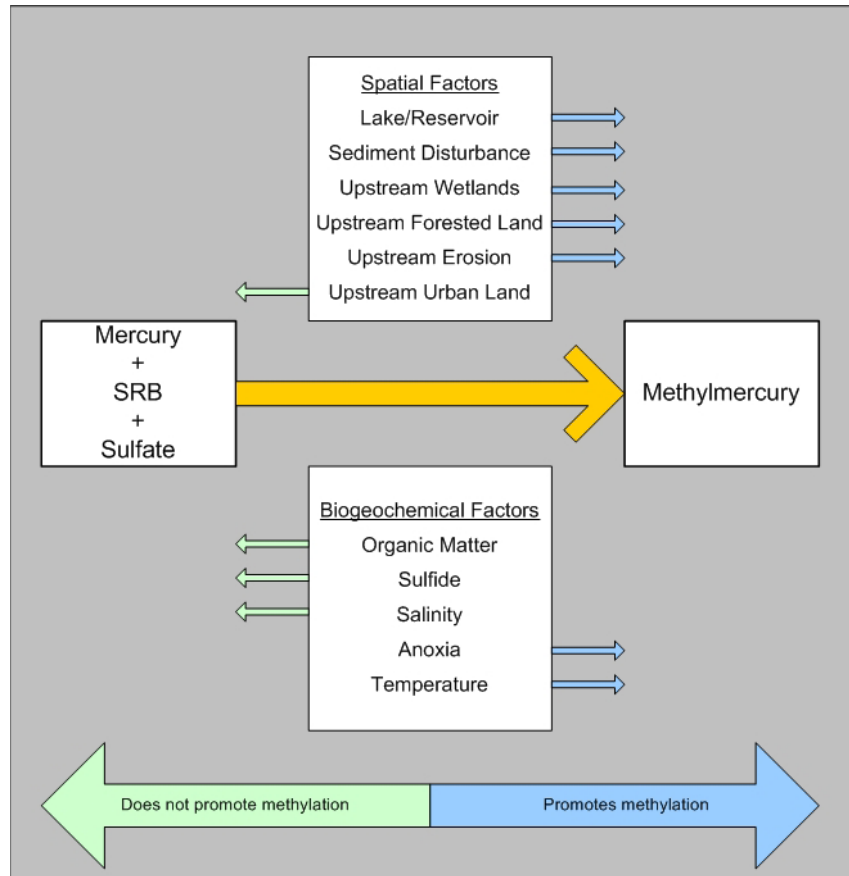 Spatial Factors
Lake/Reservoir
Sediment Disturbance
Upstream Wetlands
Upstream Forested Land
Upstream Erosion
Upstream Urban Land
Mercury
+
SRB
+
Sulfate
Methylmercury
Biogeochemical Factors
Organic Matter
Sulfide
Salinity
Anoxia
Temperature
Does not promote methylation
Promotes methylation